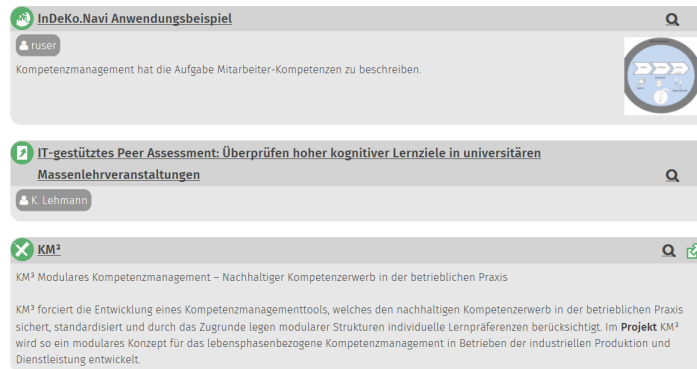 InDeKo.Navi Anwendungsbeispiel
ruser
Kompetenzmanagement hat die Aufgabe Mitarbeiter-Kompetenzen zu beschreiben.
IT-gestütztes Peer Assessment: Überprüfen hoher kognitiver Lernziele in universitären
Massenlehrveranstaltungen
K. Lehmann
KM³
KM³ Modulares Kompetenzmanagement – Nachhaltiger Kompetenzerwerb in der betrieblichen Praxis
KM³ forciert die Entwicklung eines Kompetenzmanagementtools, welches den nachhaltigen Kompetenzerwerb in der betrieblichen Praxis
sichert, standardisiert und durch das Zugrunde legen modularer Strukturen individuelle Lernpräferenzen berücksichtigt. Im Projekt KM³
wird so ein modulares Konzept für das lebensphasenbezogene Kompetenzmanagement in Betrieben der industriellen Produktion und
Dienstleistung entwickelt.